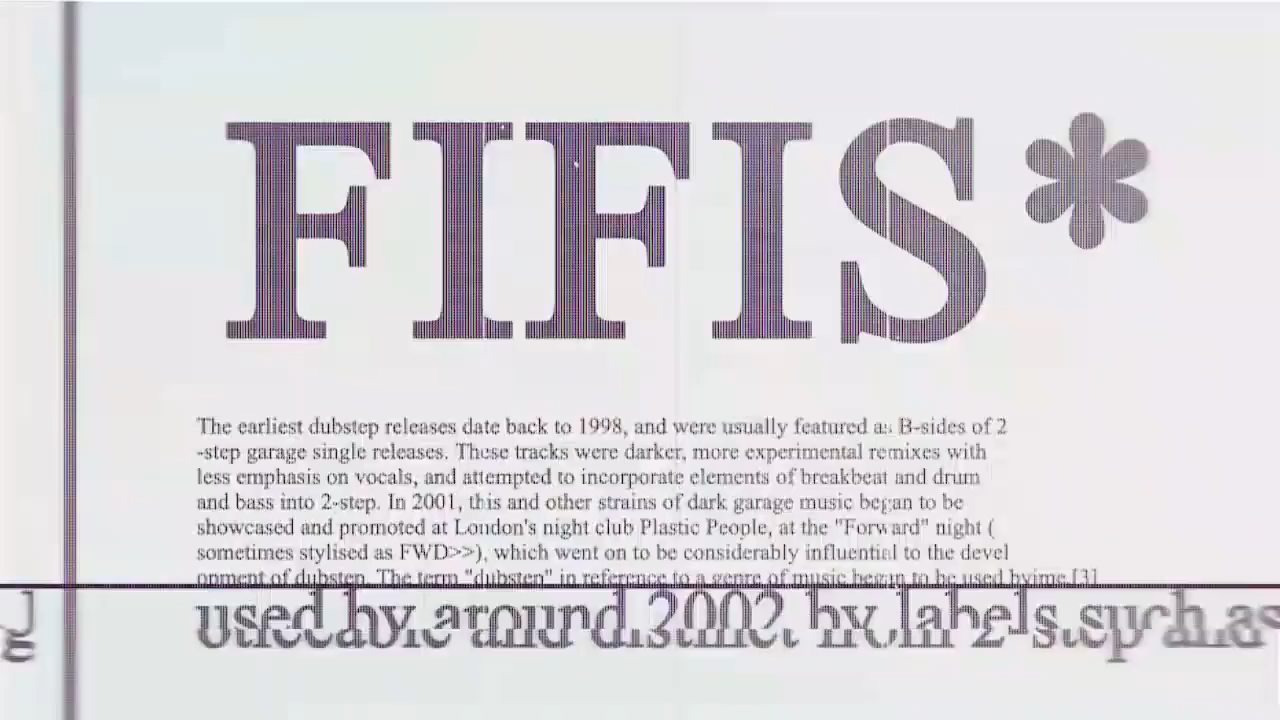 FIFIS*
The earliest dubstep releases date back to 1998, and were usually featured as B-sides of 2
-step garage single releases. These tracks were darker, more experimental remixes with
less emphasis on vocals, and attempted to incorporate elements of breakbeat and drum
and bass into 2-step. In 2001, this and other strains of dark garage music began to be
showcased and promoted at London's night club Plastic People, at the "Forward" night (
sometimes stylised as FWD>>), which went on to be considerably influential to the devel
opment of dubstep. The term "dubstep" in reference to a genre of music began to be used by
used by around 2002 by labels such as